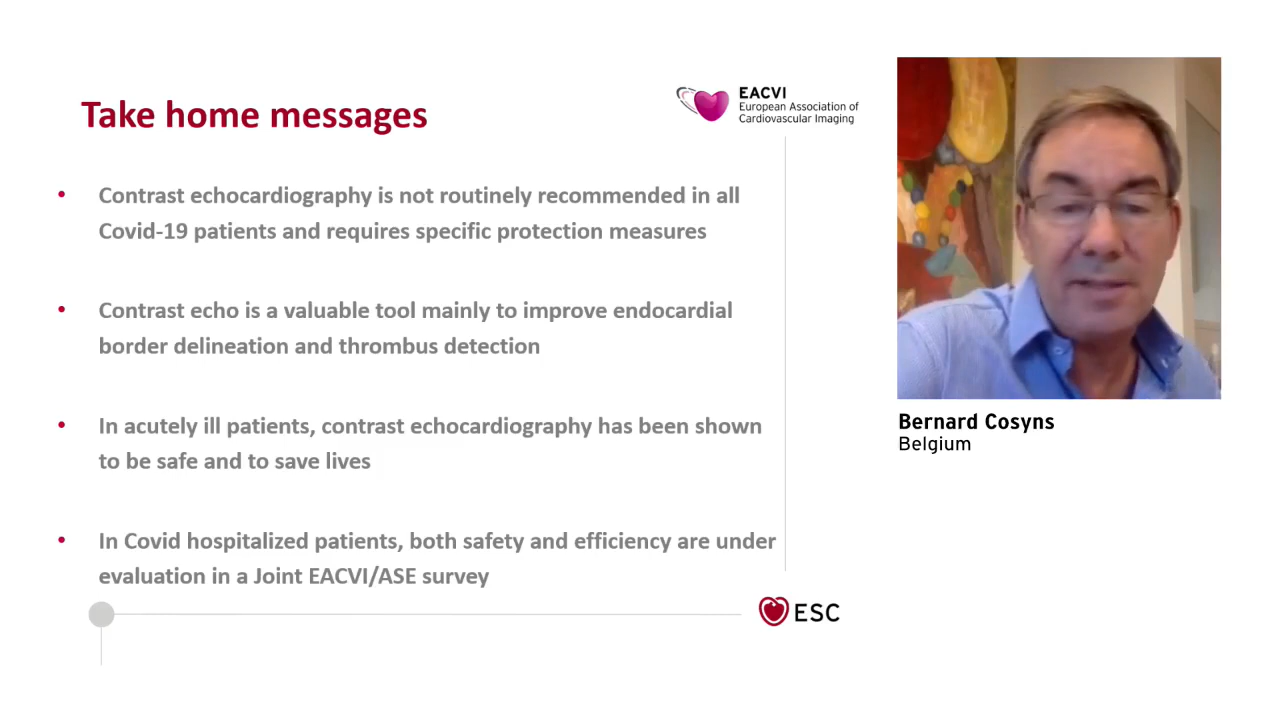 Take home messages
EACVI
European Association of
Cardiovascular Imaging
• Contrast echocardiography is not routinely recommended in all
Covid-19 patients and requires specific protection measures
• Contrast echo is a valuable tool mainly to improve endocardial
border delineation and thrombus detection
• In acutely ill patients, contrast echocardiography has been shown
to be safe and to save lives
• In Covid hospitalized patients, both safety and efficiency are under
evaluation in a Joint EACVI/ASE survey
ESC
Bernard Cosyns
Belgium